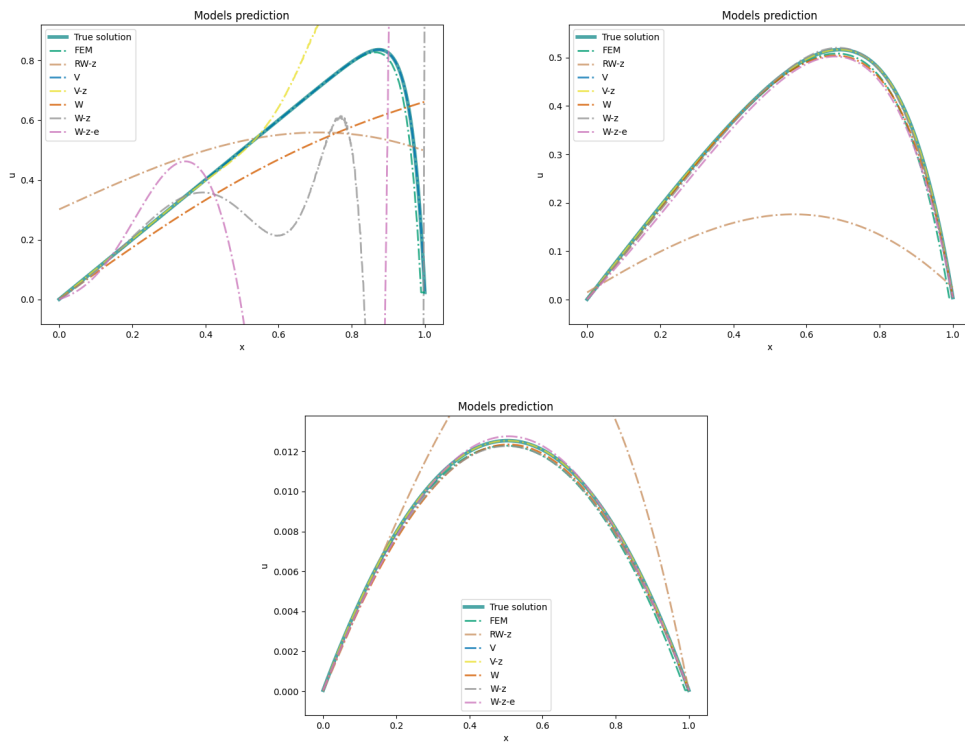 Models prediction
True solution
FEM
RW-z
V
V-z
W
W-z
W-z-e
u
0.8
0.6
0.4
0.2
0.0
0.0 0.2 0.4 0.6 0.8 1.0
x
Models prediction
True solution
FEM
RW-z
V
V-z
W
W-z
W-z-e
u
0.5
0.4
0.3
0.2
0.1
0.0
0.0 0.2 0.4 0.6 0.8 1.0
x
Models prediction
u
0.012
0.010
0.008
0.006
0.004
0.002
0.000
True solution
FEM
RW-z
V
V-z
W
W-z
W-z-e
0.0 0.2 0.4 0.6 0.8 1.0
x